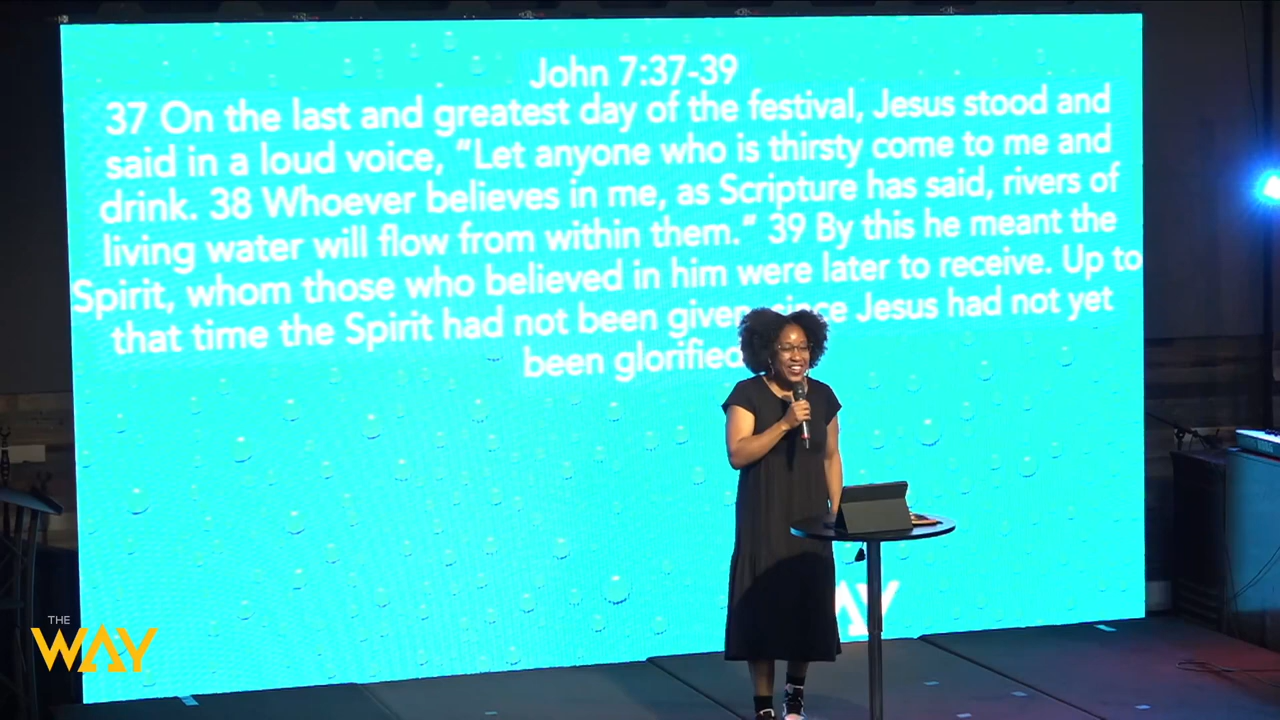 John 7:37-39
37 On the last and greatest day of the festival, Jesus stood and
said in a loud voice, “Let anyone who is thirsty come to me and
drink. 38 Whoever believes in me, as Scripture has said, rivers of
living water will flow from within them.” 39 By this he meant the
Spirit, whom those who believed in him were later to receive. Up to
that time the Spirit had not been given, since Jesus had not yet
been glorified
THE
WAY